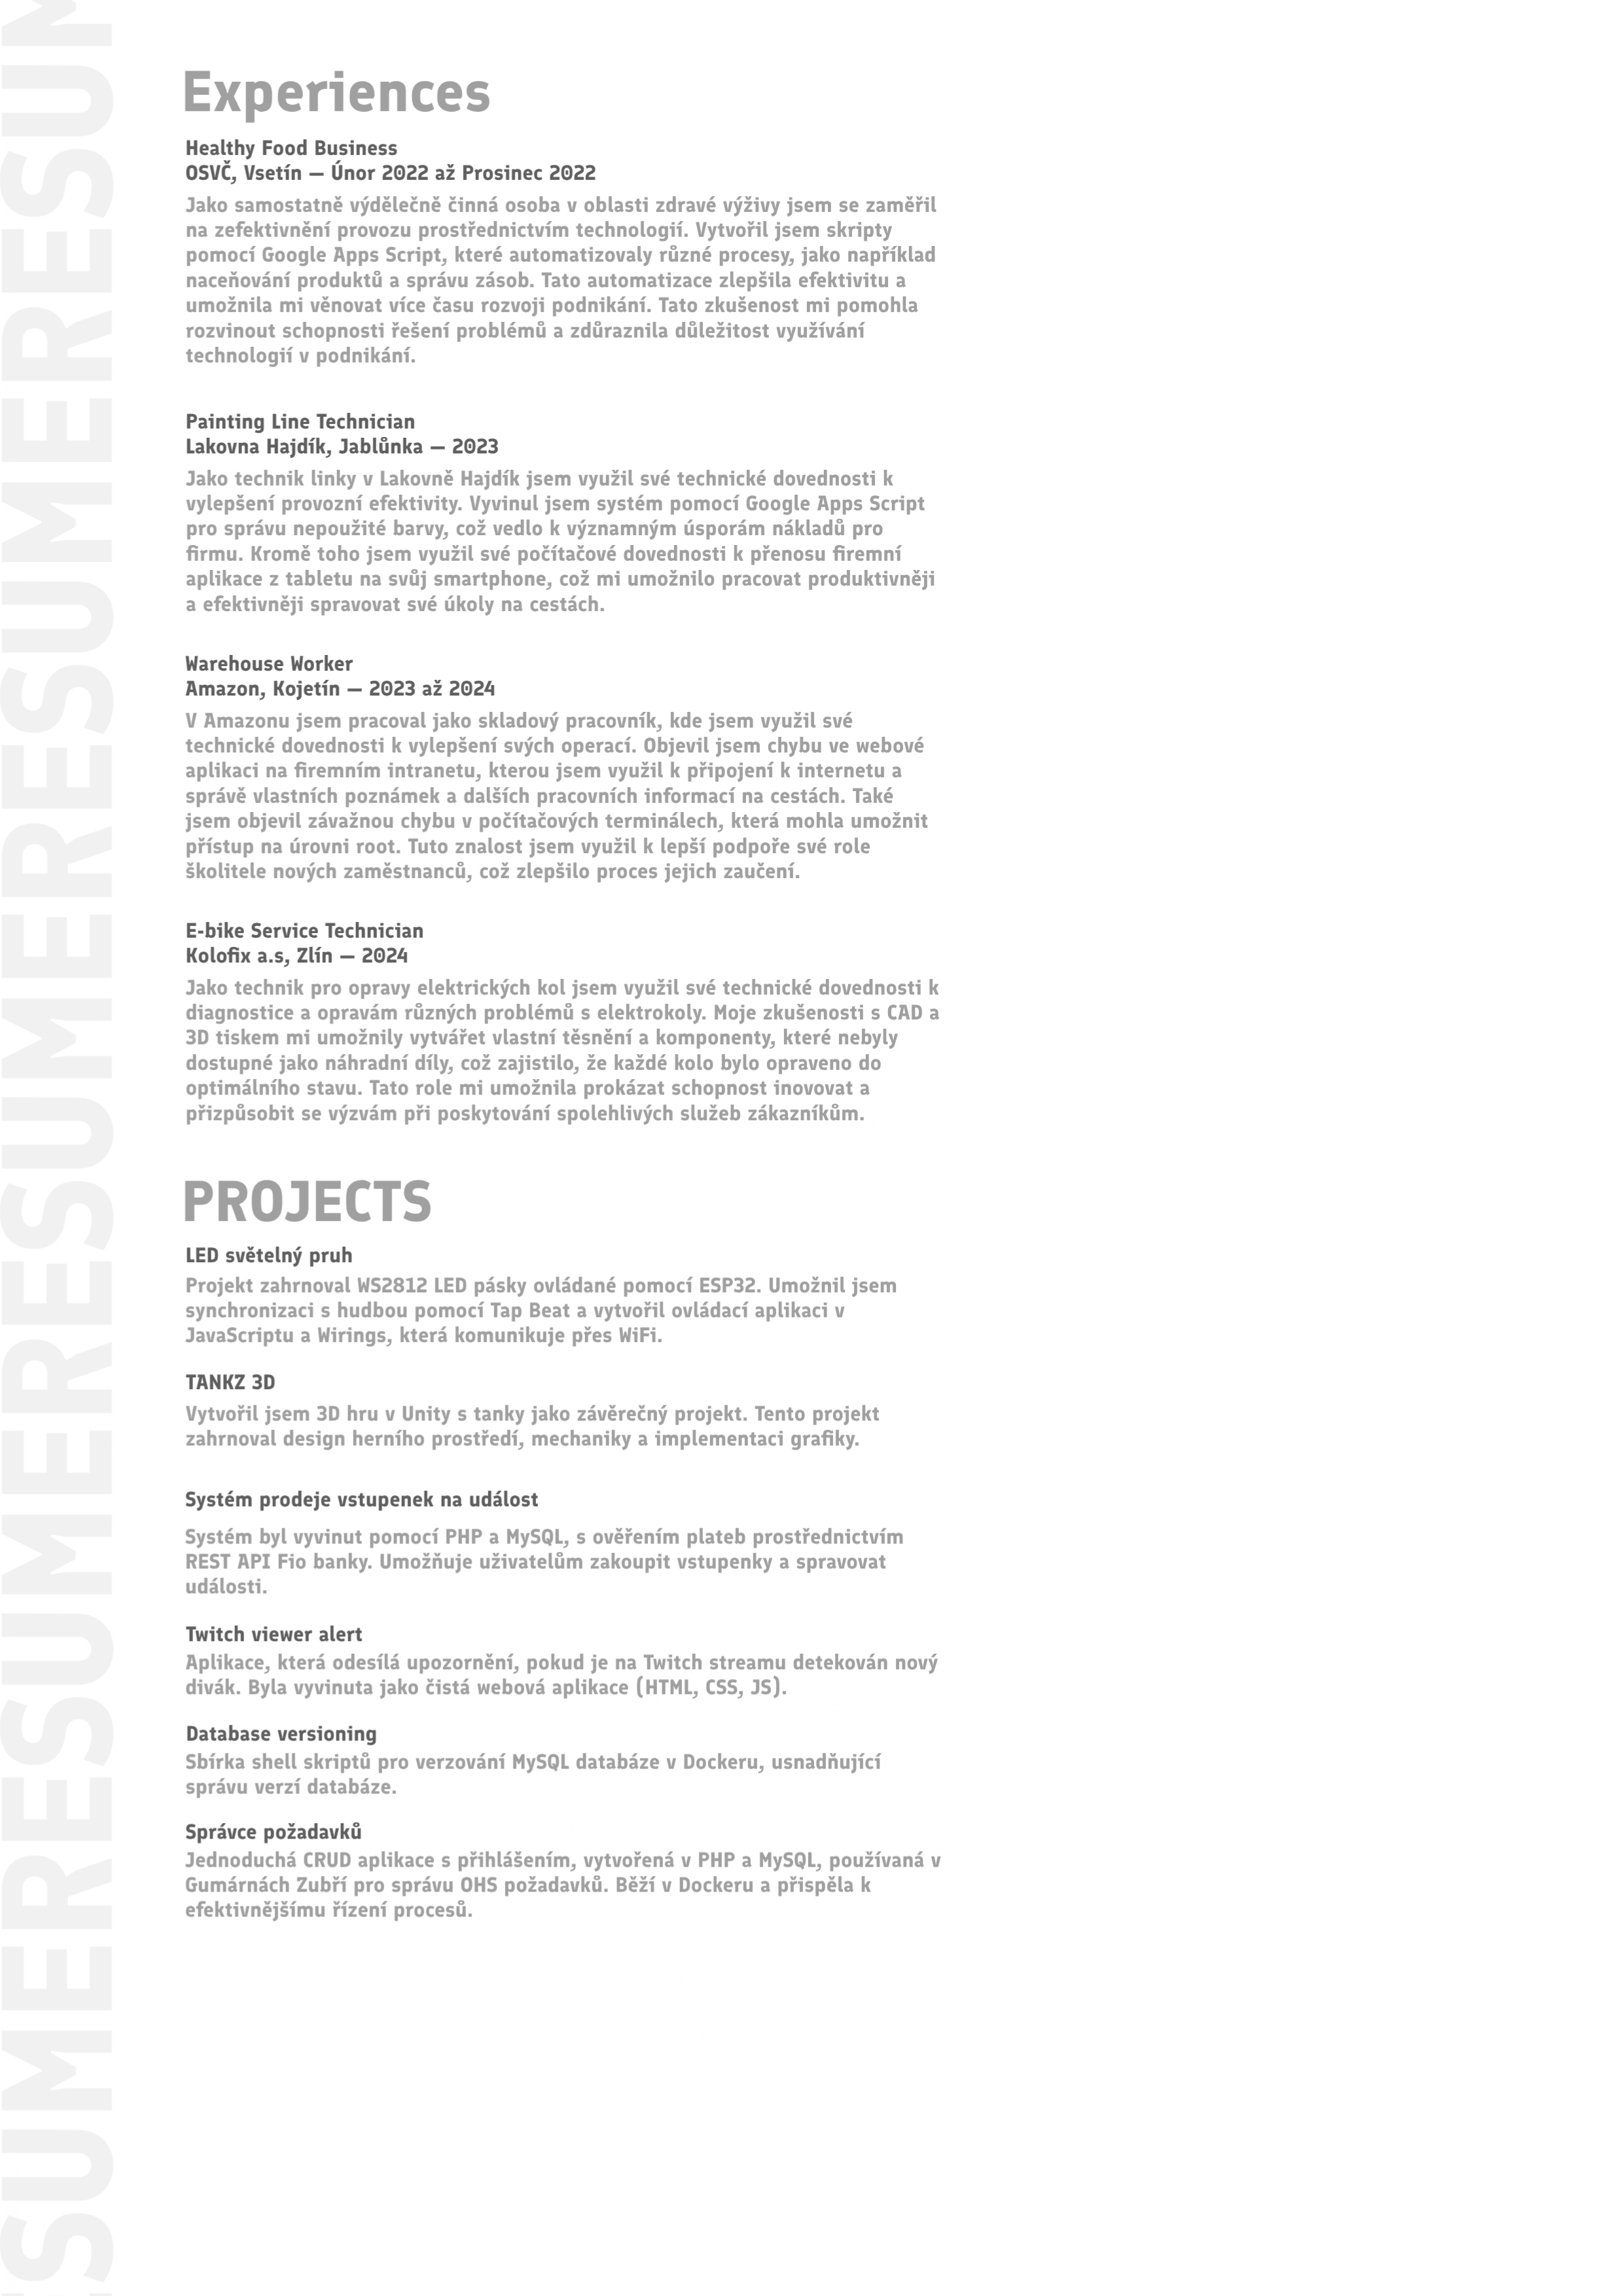 RESUMERESUMERESUMERESUMERESUM
Experiences
Healthy Food Business
OSVČ, Vsetín — Únor 2022 až Prosinec 2022
Jako samostatně výdělečně činná osoba v oblasti zdravé výživy jsem se zaměřil
na zefektivnění provozu prostřednictvím technologií. Vytvořil jsem skripty
pomocí Google Apps Script, které automatizovaly různé procesy, jako například
naceňování produktů a správu zásob. Tato automatizace zlepšila efektivitu a
umožnila mi věnovat více času rozvoji podnikání. Tato zkušenost mi pomohla
rozvinout schopnosti řešení problémů a zdůraznila důležitost využívání
technologií v podnikání.
Painting Line Technician
Lakovna Hajdík, Jablůnka — 2023
Jako technik linky v Lakovně Hajdík jsem využil své technické dovednosti k
vylepšení provozní efektivity. Vyvinul jsem systém pomocí Google Apps Script
pro správu nepoužité barvy, což vedlo k významným úsporám nákladů pro
firmu. Kromě toho jsem využil své počítačové dovednosti k přenosu firemní
aplikace z tabletu na svůj smartphone, což mi umožnilo pracovat produktivněji
a efektivněji spravovat své úkoly na cestách.
Warehouse Worker
Amazon, Kojetín — 2023 až 2024
V Amazonu jsem pracoval jako skladový pracovník, kde jsem využil své
technické dovednosti k vylepšení svých operací. Objevil jsem chybu ve webové
aplikaci na firemním intranetu, kterou jsem využil k připojení k internetu a
správě vlastních poznámek a dalších pracovních informací na cestách. Také
jsem objevil závažnou chybu v počítačových terminálech, která mohla umožnit
přístup na úrovni root. Tuto znalost jsem využil k lepší podpoře své role
školitele nových zaměstnanců, což zlepšilo proces jejich zaučení.
E-bike Service Technician
Kolofix a.s, Zlín — 2024
Jako technik pro opravy elektrických kol jsem využil své technické dovednosti k
diagnostice a opravám různých problémů s elektrokoly. Moje zkušenosti s CAD a
3D tiskem mi umožnily vytvářet vlastní těsnění a komponenty, které nebyly
dostupné jako náhradní díly, což zajistilo, že každé kolo bylo opraveno do
optimálního stavu. Tato role mi umožnila prokázat schopnost inovovat a
přizpůsobit se výzvám při poskytování spolehlivých služeb zákazníkům.
PROJECTS
LED světelný pruh
Projekt zahrnoval WS2812 LED pásky ovládané pomocí ESP32. Umožnil jsem
synchronizaci s hudbou pomocí Tap Beat a vytvořil ovládací aplikaci v
JavaScriptu a Wirings, která komunikuje přes WiFi.
TANKZ 3D
Vytvořil jsem 3D hru v Unity s tanky jako závěrečný projekt. Tento projekt
zahrnoval design herního prostředí, mechaniky a implementaci grafiky.
Systém prodeje vstupenek na událost
Systém byl vyvinut pomocí PHP a MySQL, s ověřením plateb prostřednictvím
REST API Fio banky. Umožňuje uživatelům zakoupit vstupenky a spravovat
události.
Twitch viewer alert
Aplikace, která odesílá upozornění, pokud je na Twitch streamu detekován nový
divák. Byla vyvinuta jako čistá webová aplikace (HTML, CSS, JS).
Database versioning
Sbírka shell skriptů pro verzování MySQL databáze v Dockeru, usnadňující
správu verzí databáze.
Správce požadavků
Jednoduchá CRUD aplikace s přihlášením, vytvořená v PHP a MySQL, používaná v
Gumárnách Zubří pro správu OHS požadavků. Běží v Dockeru a přispěla k
efektivnějšímu řízení procesů.